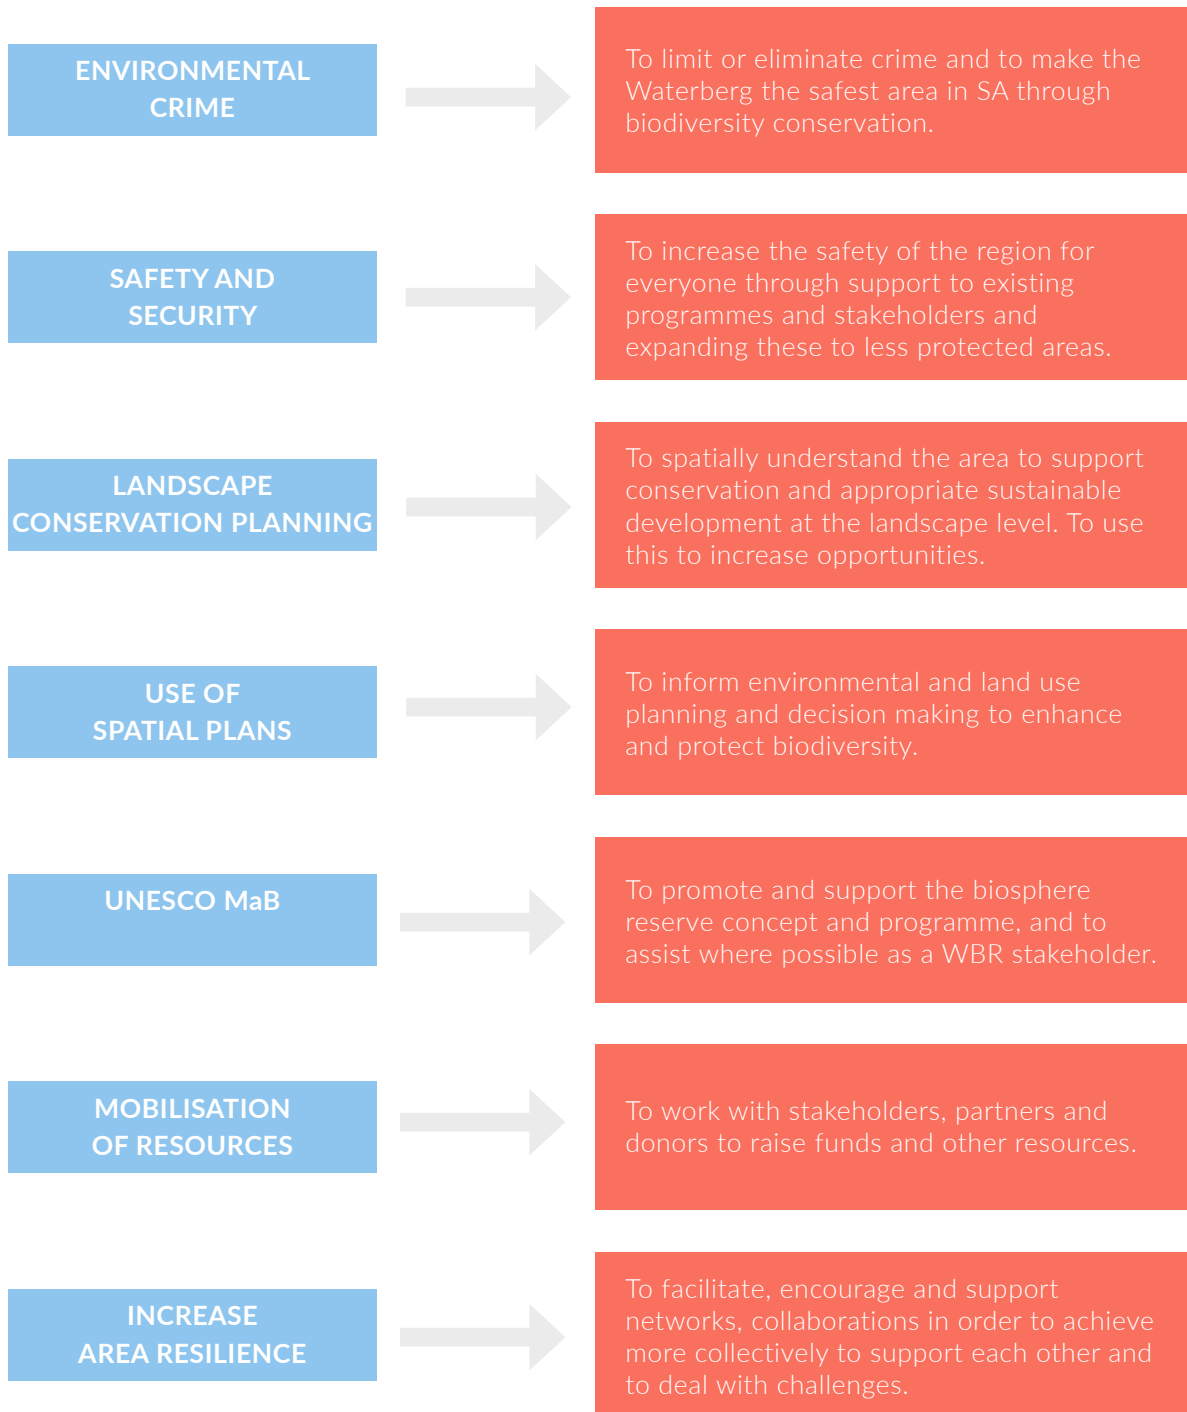 ENVIRONMENTAL
CRIME
To limit or eliminate crime and to make the
Waterberg the safest area in SA through
biodiversity conservation.
SAFETY AND
SECURITY
To increase the safety of the region for
everyone through support to existing
programmes and stakeholders and
expanding these to less protected areas.
LANDSCAPE
CONSERVATION PLANNING
To spatially understand the area to support
conservation and appropriate sustainable
development at the landscape level. To use
this to increase opportunities.
USE OF
SPATIAL PLANS
To inform environmental and land use
planning and decision making to enhance
and protect biodiversity.
UNESCO MaB
To promote and support the biosphere
reserve concept and programme, and to
assist where possible as a WBR stakeholder.
MOBILISATION
OF RESOURCES
To work with stakeholders, partners and
donors to raise funds and other resources.
INCREASE
AREA RESILIENCE
To facilitate, encourage and support
networks, collaborations in order to achieve
more collectively to support each other and
to deal with challenges.